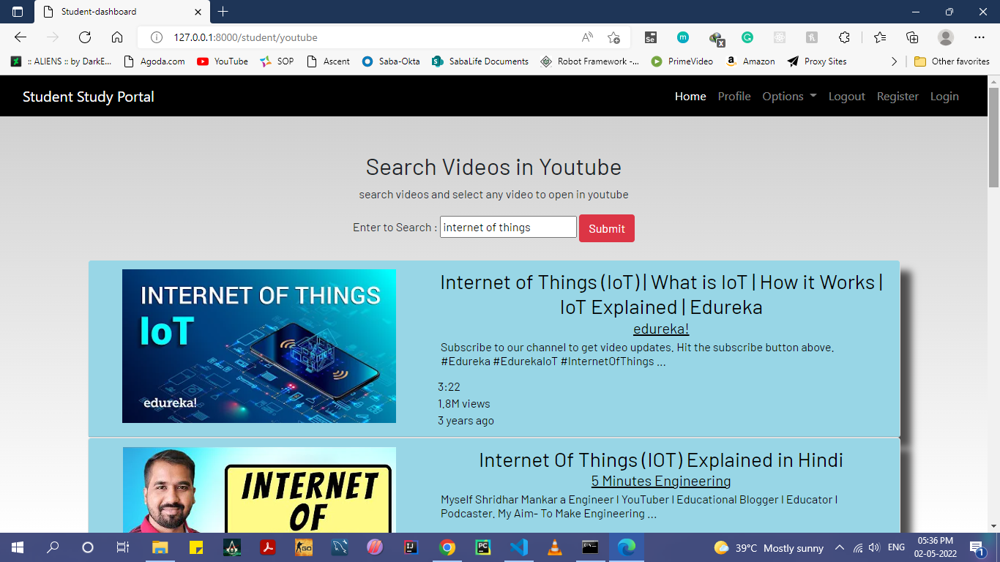 Student-dashboard
127.0.0.1:8000/student/youtube
:: ALIENS :: by DarkE...
Agoda.com
YouTube
SOP
Ascent
Saba-Okta
SabaLife Documents
Robot Framework -...
PrimeVideo
Amazon
Proxy Sites
Other favorites
Student Study Portal
Home
Profile
Options
Logout
Register
Login
Search Videos in Youtube
search videos and select any video to open in youtube
Enter to Search : internet of things Submit
INTERNET OF THINGS
IoT
edureka!
Internet of Things (IoT) | What is IoT | How it Works |
IoT Explained | Edureka
edureka!
Subscribe to our channel to get video updates. Hit the subscribe button above.
#Edureka #EdurekaIoT #InternetOfThings ...
3:22
1.8M views
3 years ago
INTERNET
OF
Internet Of Things (IOT) Explained in Hindi
5 Minutes Engineering
Myself Shridhar Mankar a Engineer l YouTuber l Educational Blogger l Educator l
Podcaster. My Aim- To Make Engineering ...
39°C Mostly sunny
ENG
05:36 PM
02-05-2022
1